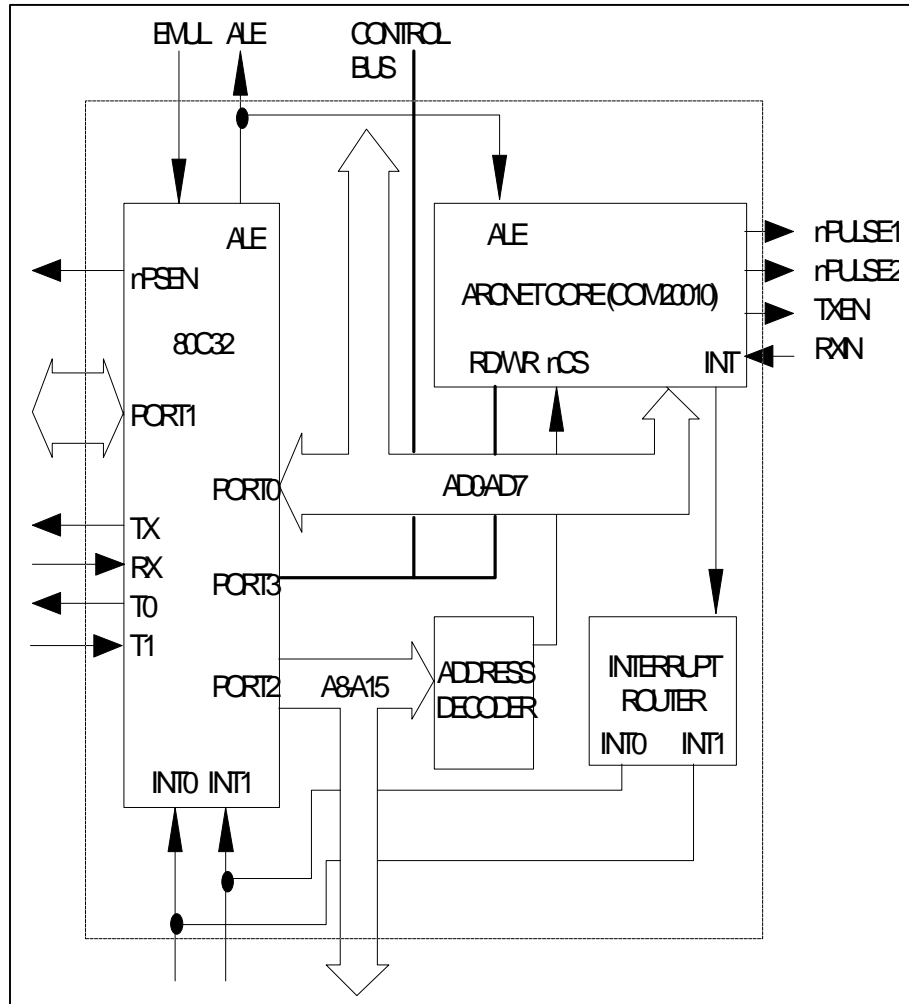 EMUL ALE
CONTROL
BUS
ALE
nPSEN
80C32
PORT1
PORT0
TX
RX
T0
T1
PORT3
PORT2
INT0 INT1
ALE
ARCNET CORE (COM20010)
RD/WR nCS INT
nPULSE1
nPULSE2
TXEN
RXIN
AD0-AD7
A8-A15
ADDRESS
DECODER
INTERRUPT
ROUTER
INT0 INT1